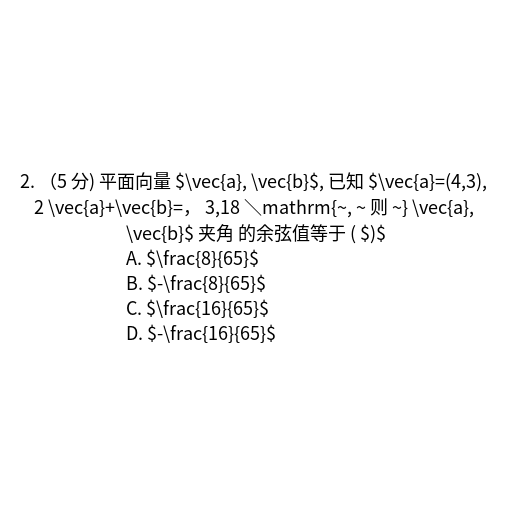 2. （5 分) 平面向量 $\vec{a}, \vec{b}$, 已知 $\vec{a}=(4,3),
2 \vec{a}+\vec{b}=， 3,18 ＼mathrm{~, ~ 则 ~} \vec{a},
\vec{b}$ 夹角 的余弦值等于 ( $)$
A. $\frac{8}{65}$
B. $-\frac{8}{65}$
C. $\frac{16}{65}$
D. $-\frac{16}{65}$